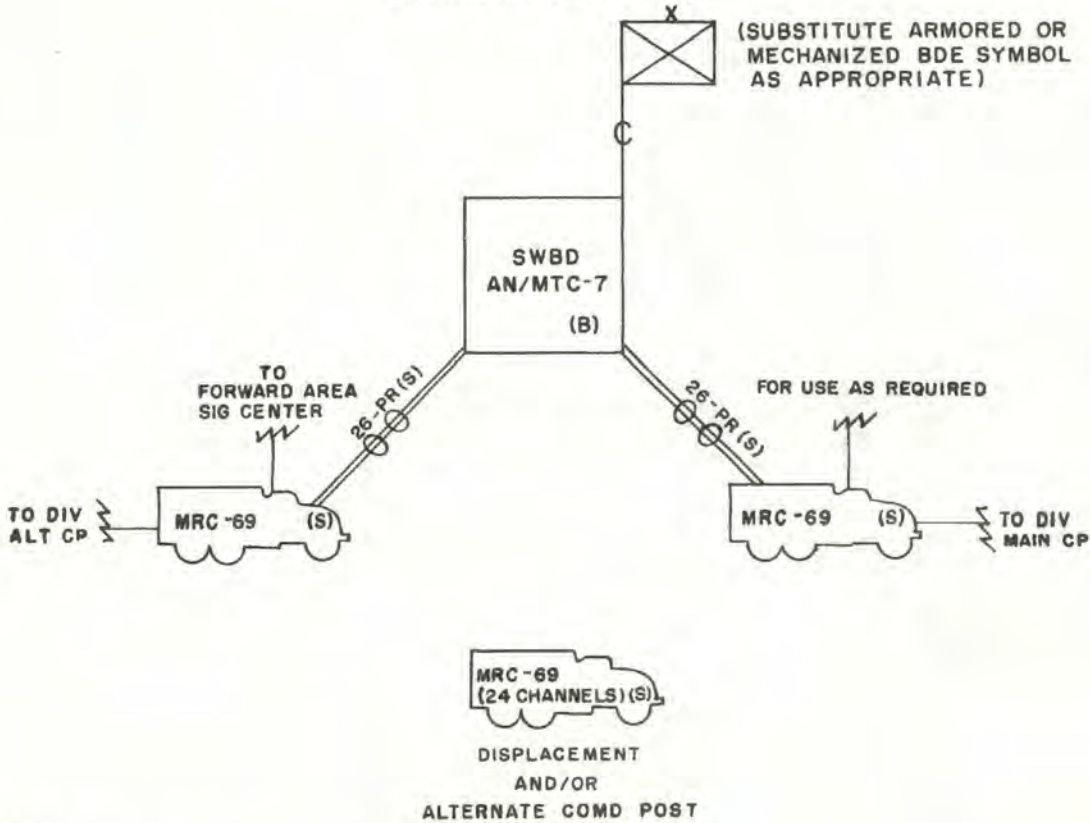 X
(SUBSTITUTE ARMORED OR
MECHANIZED BDE SYMBOL
AS APPROPRIATE)
C
SWBD
AN/MTC-7
(B)
TO
FORWARD AREA
SIG CENTER
26-PR(S)
26-PR(S)
FOR USE AS REQUIRED
TO DIV
ALT CP
MRC-69 (S)
MRC-69 (S)
TO DIV
MAIN CP
MRC-69
(24 CHANNELS)(S)
DISPLACEMENT
AND/OR
ALTERNATE COMD POST